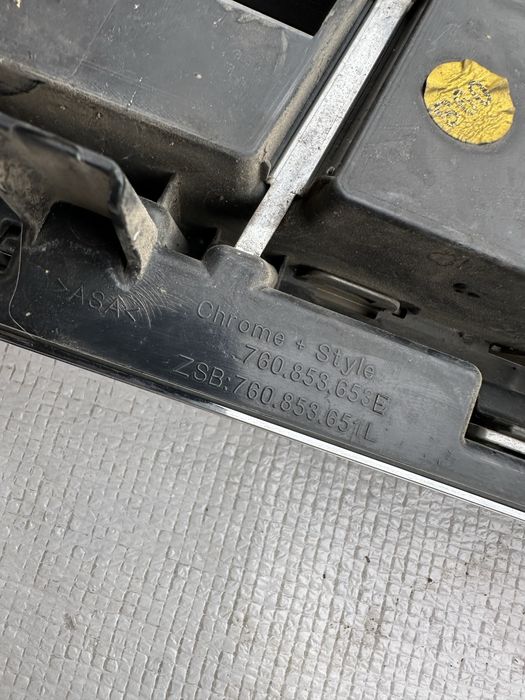 >ASA<
Chrome + Style
760.853.653E
ZSB:760.853.651L